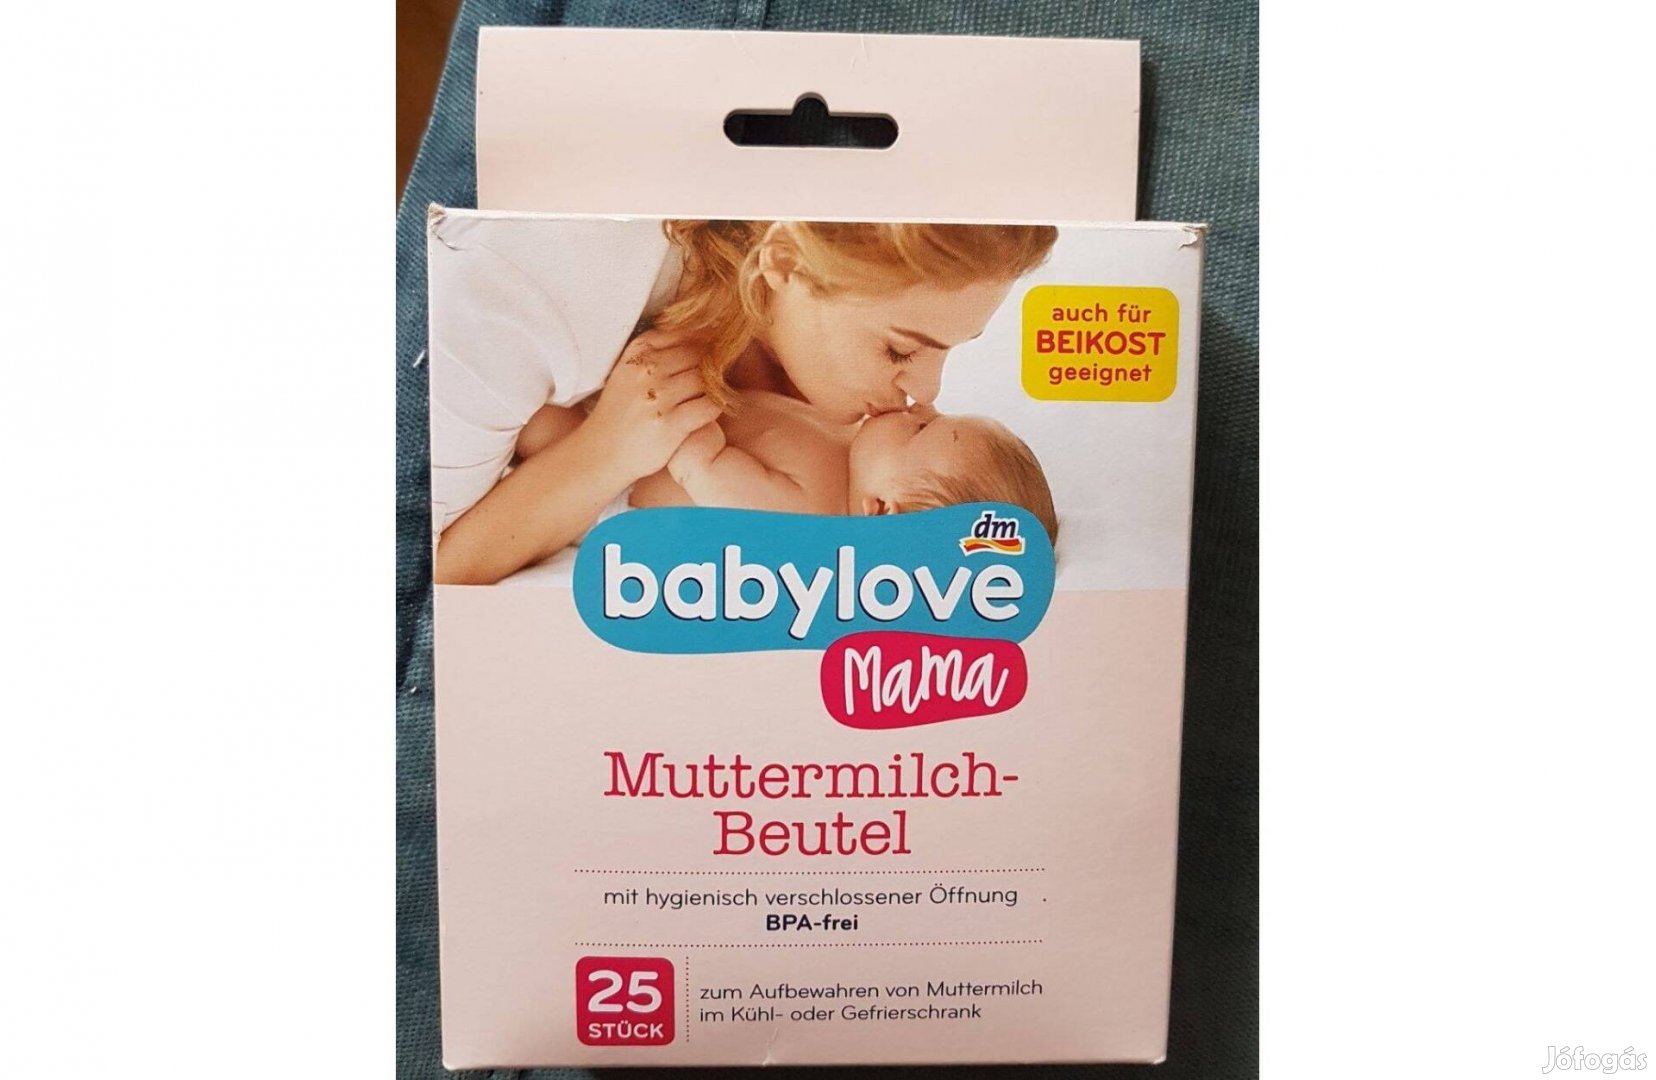 auch für
BEIKOST
geeignet
dm
babylove
Mama
Muttermilch-
Beutel
mit hygienisch verschlossener Öffnung
BPA-frei
25
STÜCK
zum Aufbewahren von Muttermilch
im Kühl- oder Gefrierschrank
Jófogás